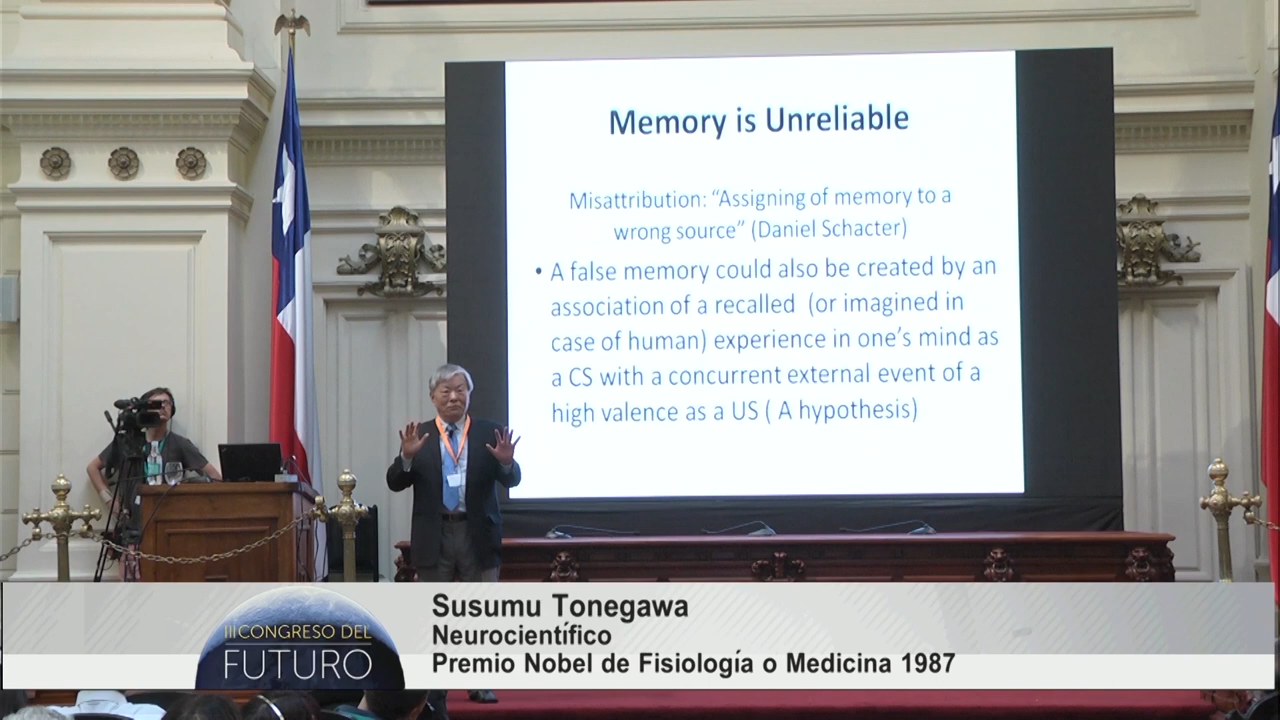 Memory is Unreliable
Misattribution: “Assigning of memory to a
wrong source” (Daniel Schacter)
• A false memory could also be created by an
association of a recalled (or imagined in
case of human) experience in one’s mind as
a CS with a concurrent external event of a
high valence as a US ( A hypothesis)
III CONGRESO DEL
FUTURO
Susumu Tonegawa
Neurocientífico
Premio Nobel de Fisiología o Medicina 1987